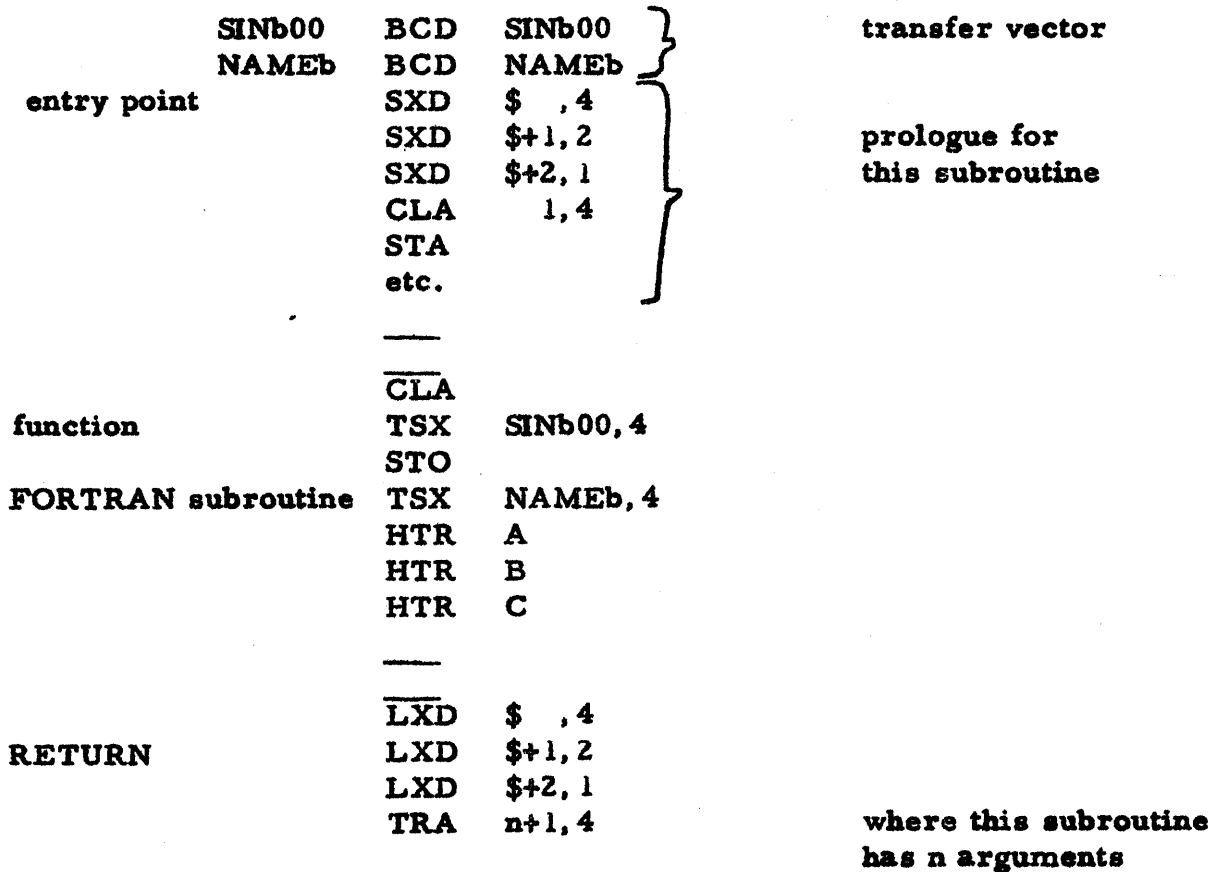 SINb00 BCD SINb00 transfer vector
NAMEb BCD NAMEb
entry point SXD $ ,4
SXD $+1,2 prologue for
SXD $+2,1 this subroutine
CLA 1,4
STA
etc.
CLA
function TSX SINb00,4
STO
FORTRAN subroutine TSX NAMEb,4
HTR A
HTR B
HTR C
LXD $ ,4
RETURN LXD $+1,2
LXD $+2,1
TRA n+1,4 where this subroutine
has n arguments